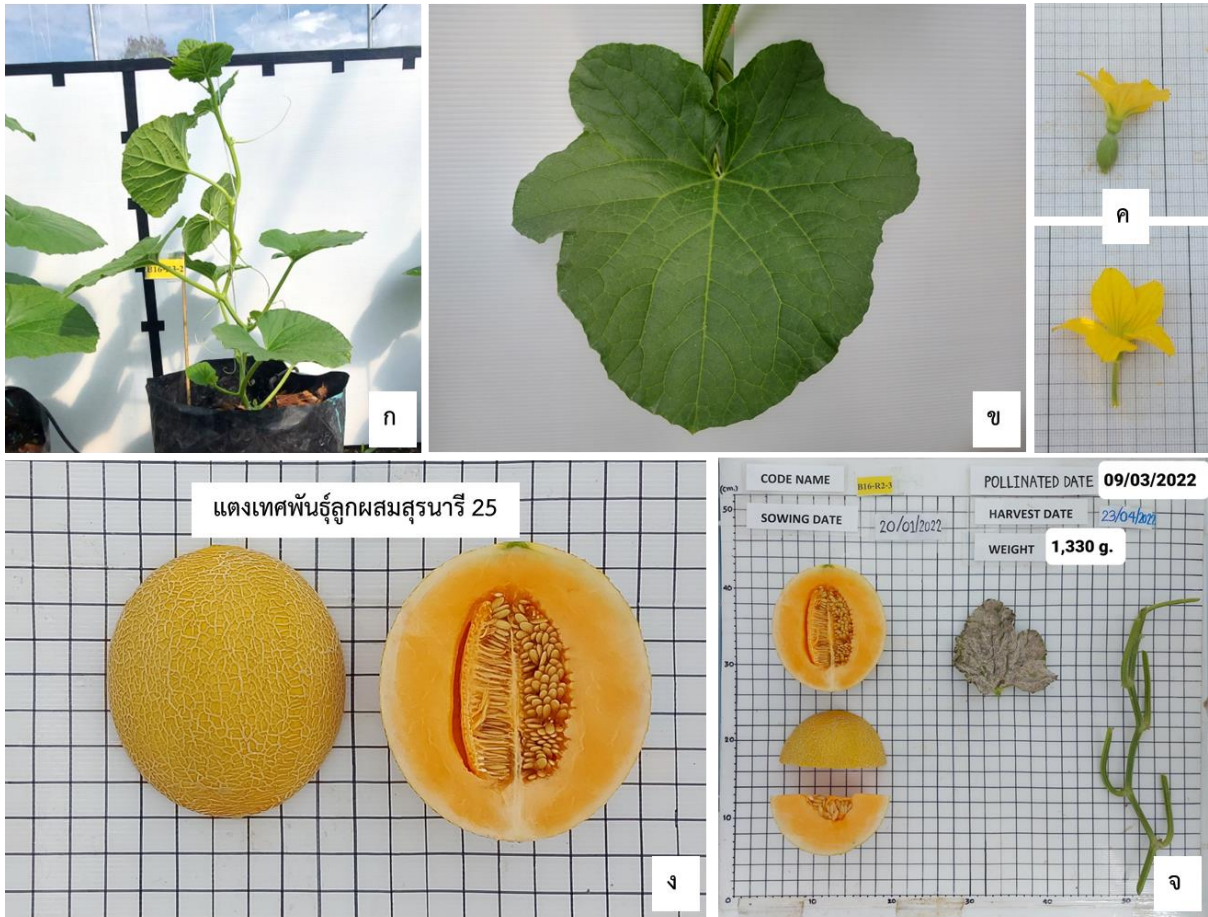 B16-R3-2
ก
ข
ค
แตงเทศพันธุ์ลูกผสมสุรนารี 25
ง
CODE NAME B16-R2-3 POLLINATED DATE 09/03/2022
SOWING DATE 20/01/2022 HARVEST DATE 23/04/2022
WEIGHT 1,330 g.
(cm.)
50
40
30
20
10
0 10 20 30 40 50
จ